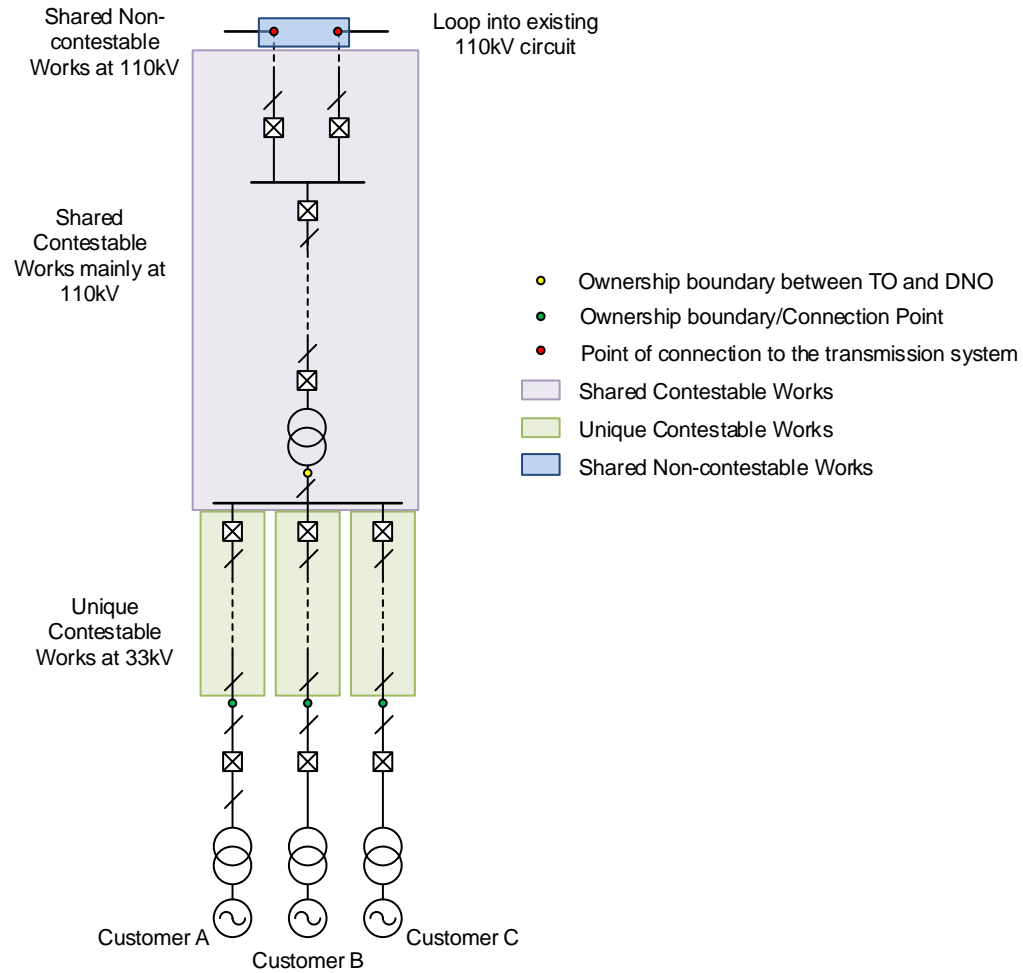 Shared Non-
contestable
Works at 110kV
Loop into existing
110kV circuit
Shared
Contestable
Works mainly at
110kV
Ownership boundary between TO and DNO
Ownership boundary/Connection Point
Point of connection to the transmission system
Shared Contestable Works
Unique Contestable Works
Shared Non-contestable Works
Unique
Contestable
Works at 33kV
Customer A
Customer B
Customer C